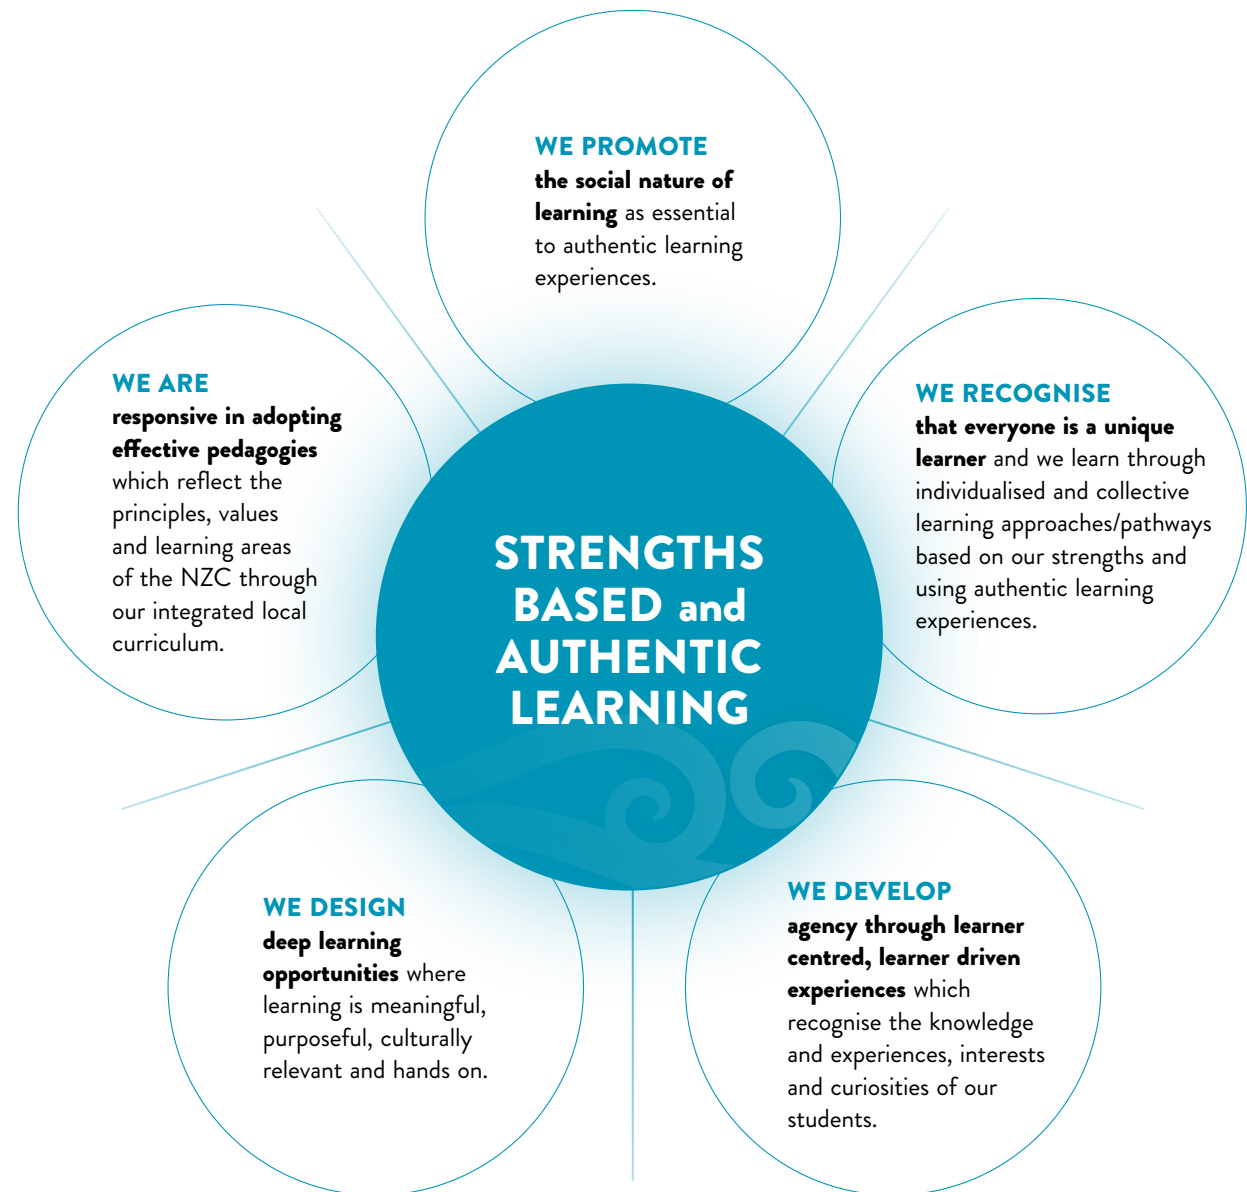 WE PROMOTE
the social nature of
learning as essential
to authentic learning
experiences.
WE ARE
responsive in adopting
effective pedagogies
which reflect the
principles, values
and learning areas
of the NZC through
our integrated local
curriculum.
WE RECOGNISE
that everyone is a unique
learner and we learn through
individualised and collective
learning approaches/pathways
based on our strengths and
using authentic learning
experiences.
STRENGTHS
BASED and
AUTHENTIC
LEARNING
WE DESIGN
deep learning
opportunities where
learning is meaningful,
purposeful, culturally
relevant and hands on.
WE DEVELOP
agency through learner
centred, learner driven
experiences which
recognise the knowledge
and experiences, interests
and curiosities of our
students.